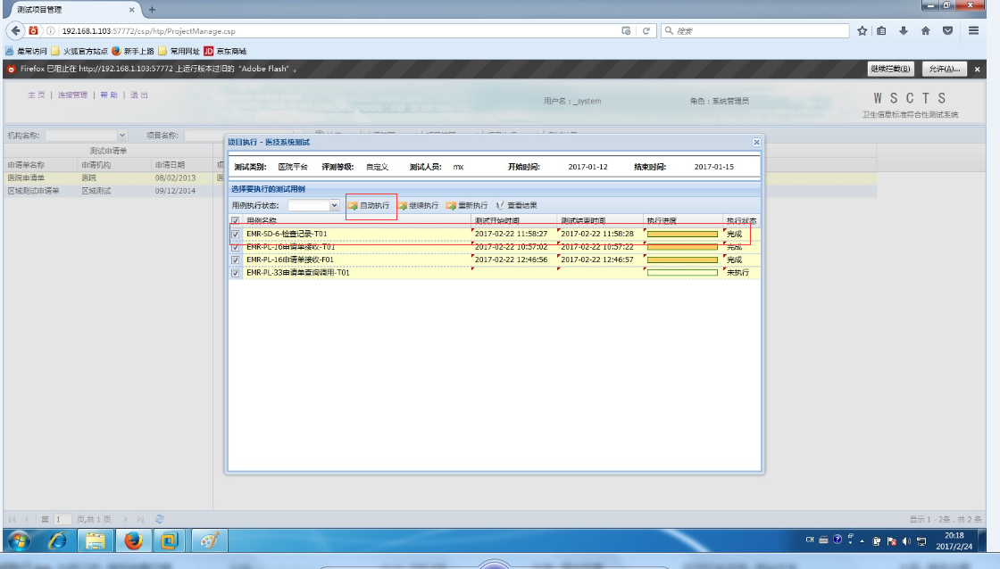 测试项目管理
192.168.1.103:57772/csp/htp/ProjectManage.csp
搜索
最常访问 火狐官方站点 新手上路 常用网址 JD 京东商城
Firefox 已阻止在 http://192.168.1.103:57772 上运行版本过旧的 "Adobe Flash" 。 继续拦截(B) 允许(A)...
主页 | 连接管理 | 帮助 | 退出
用户名：_system
角色：系统管理员
WSCTS
卫生信息标准符合性测试系统
机构名称: 项目名称:
测试申请单
申请单名称 申请机构 申请日期
医院申请单 医院 08/02/2013
区域测试申请单 区域测试 09/12/2014
项目执行 - 医技系统测试
测试类别: 医院平台 评测等级: 自定义 测试人员: mx 开始时间: 2017-01-12 结束时间: 2017-01-15
选择要执行的测试用例
用例执行状态: 自动执行 继续执行 重新执行 查看结果
用例名称 测试开始时间 测试结束时间 执行进度 执行状态
EMR-SD-6-检查记录-T01 2017-02-22 11:58:27 2017-02-22 11:58:28 完成
EMR-PL-16申请单接收-T01 2017-02-22 10:57:02 2017-02-22 10:57:22 完成
EMR-PL-16申请单接收-F01 2017-02-22 12:46:56 2017-02-22 12:46:57 完成
EMR-PL-33申请单查询调用-T01 未执行
第 1 页,共 1 页
显示 1 - 2条，共 2 条
CH
20:18
2017/2/24